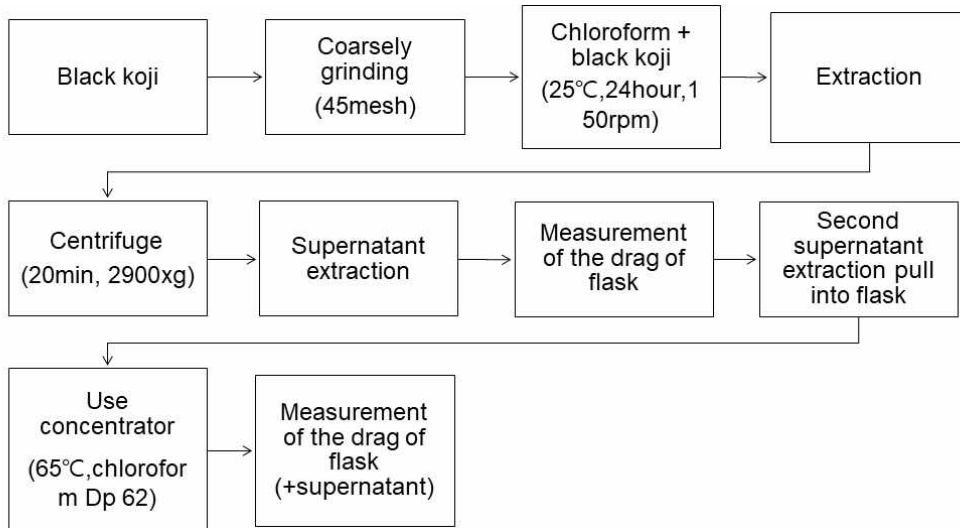 Black koji
Coarsely
grinding
(45mesh)
Chloroform +
black koji
(25℃,24hour,1
50rpm)
Extraction
Centrifuge
(20min, 2900xg)
Supernatant
extraction
Measurement
of the drag of
flask
Second
supernatant
extraction pull
into flask
Use
concentrator
(65℃,chlorofor
m Dp 62)
Measurement
of the drag of
flask
(+supernatant)